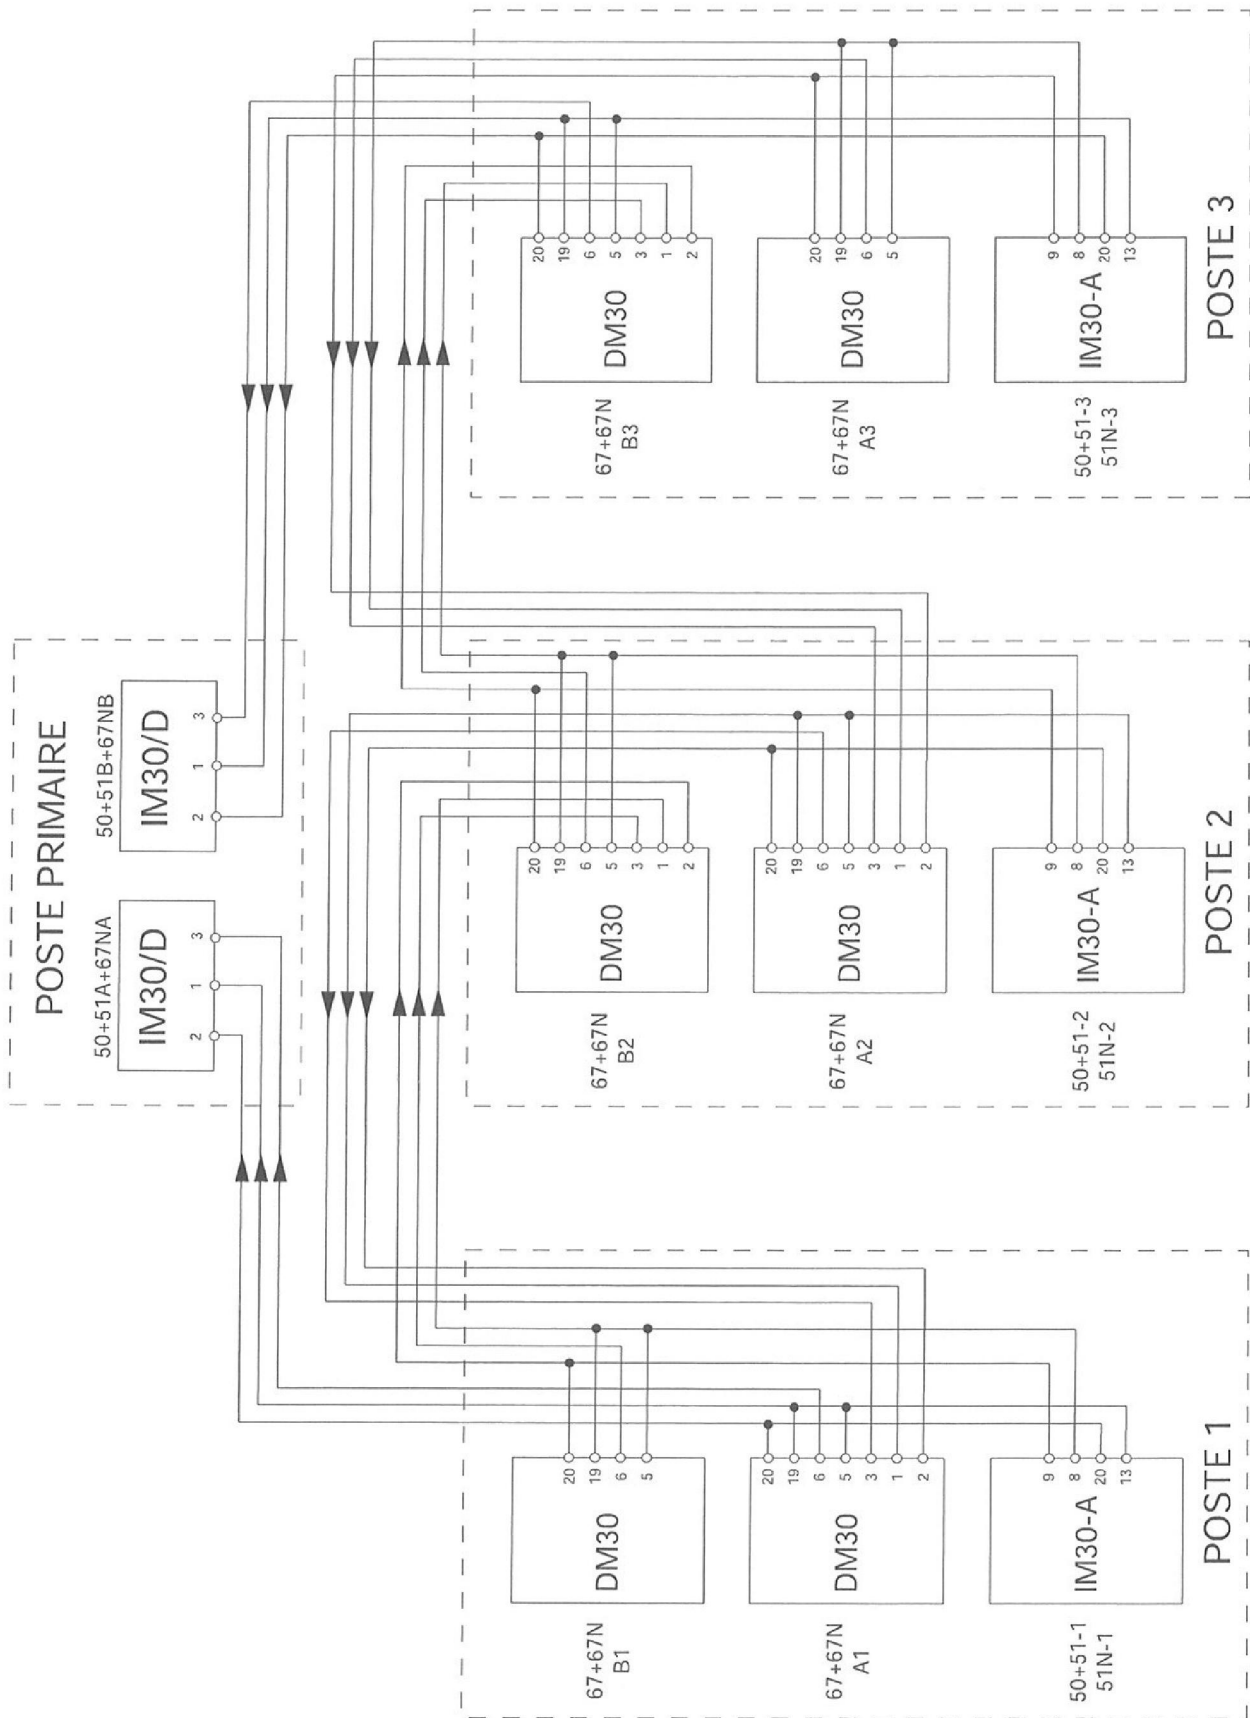 POSTE PRIMAIRE
50+51A+67NA
IM30/D
2
1
3
50+51B+67NB
IM30/D
2
1
3
67+67N
B1
DM30
20
19
6
5
67+67N
A1
DM30
20
19
6
5
3
1
2
50+51-1
51N-1
IM30-A
9
8
20
13
POSTE 1
67+67N
B2
DM30
20
19
6
5
3
1
2
67+67N
A2
DM30
20
19
6
5
3
1
2
50+51-2
51N-2
IM30-A
9
8
20
13
POSTE 2
67+67N
B3
DM30
20
19
6
5
3
1
2
67+67N
A3
DM30
20
19
6
5
50+51-3
51N-3
IM30-A
9
8
20
13
POSTE 3